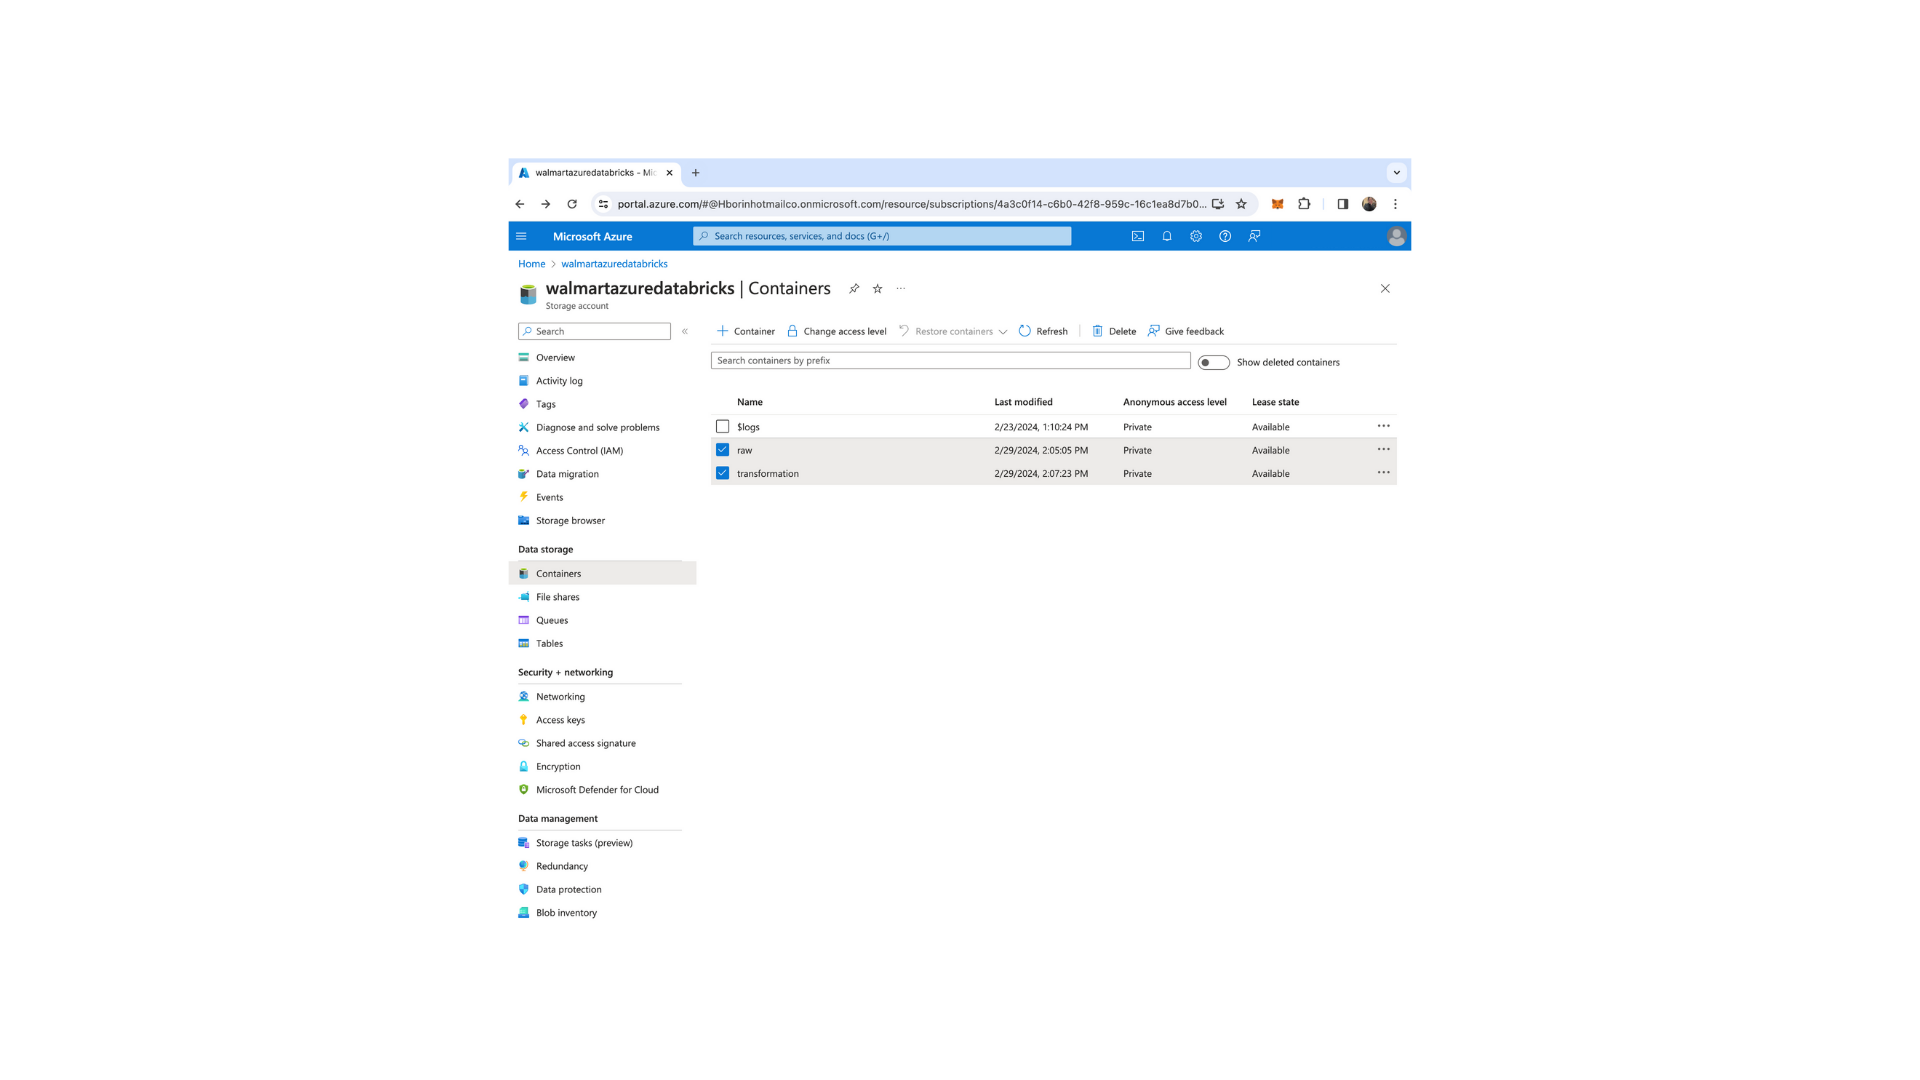 walmartazuredatabricks - Mic
portal.azure.com/#@Hborinhotmailco.onmicrosoft.com/resource/subscriptions/4a3c0f14-c6b0-42f8-959c-16c1ea8d7b0...
Microsoft Azure
Search resources, services, and docs (G+/)
Home > walmartazuredatabricks
walmartazuredatabricks | Containers
Storage account
Search
Overview
Activity log
Tags
Diagnose and solve problems
Access Control (IAM)
Data migration
Events
Storage browser
Data storage
Containers
File shares
Queues
Tables
Security + networking
Networking
Access keys
Shared access signature
Encryption
Microsoft Defender for Cloud
Data management
Storage tasks (preview)
Redundancy
Data protection
Blob inventory
+ Container Change access level Restore containers Refresh Delete Give feedback
Search containers by prefix
Show deleted containers
Name Last modified Anonymous access level Lease state
$logs 2/23/2024, 1:10:24 PM Private Available
raw 2/29/2024, 2:05:05 PM Private Available
transformation 2/29/2024, 2:07:23 PM Private Available